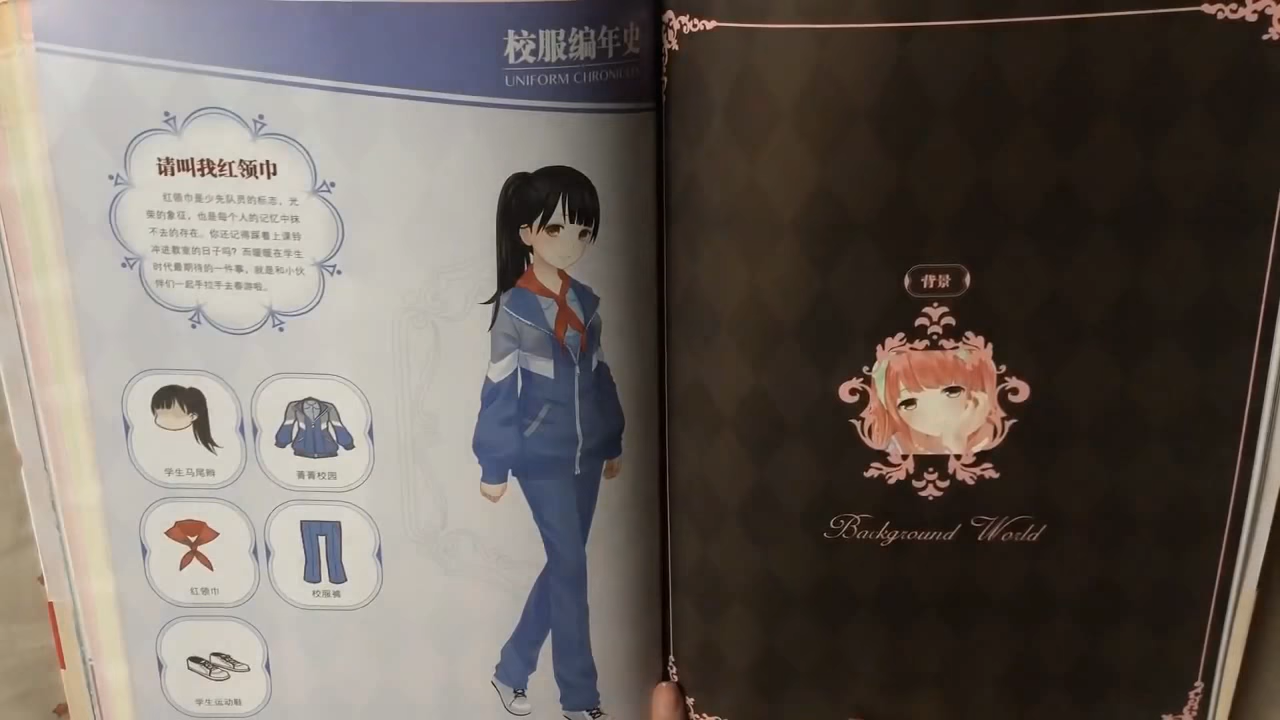 校服编年史
UNIFORM CHRONICLE
请叫我红领巾
红领巾是少先队员的标志，光
荣的象征，也是每个人的记忆中抹
不去的存在。你还记得踩着上课铃
冲进教室的日子吗？而暖暖在学生
时代最期待的一件事，就是和小伙
伴们一起手拉手去春游啦。
学生马尾辫
菁菁校园
红领巾
校服裤
学生运动鞋
背景
Background World